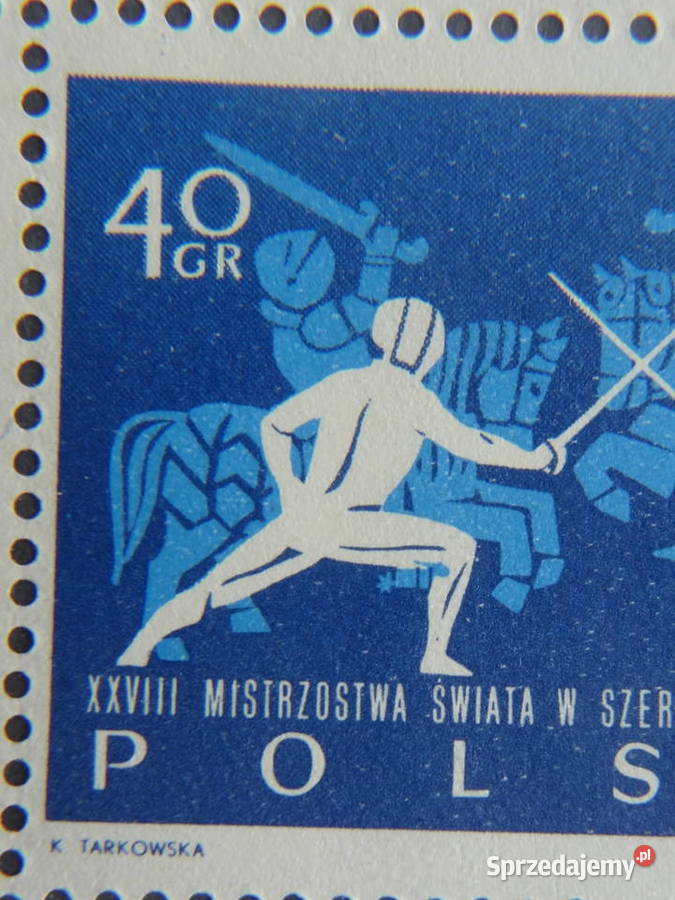 40
GR
XXVIII MISTRZOSTWA ŚWIATA W SZER
POLS
K TARKOWSKA
Sprzedajemy.pl